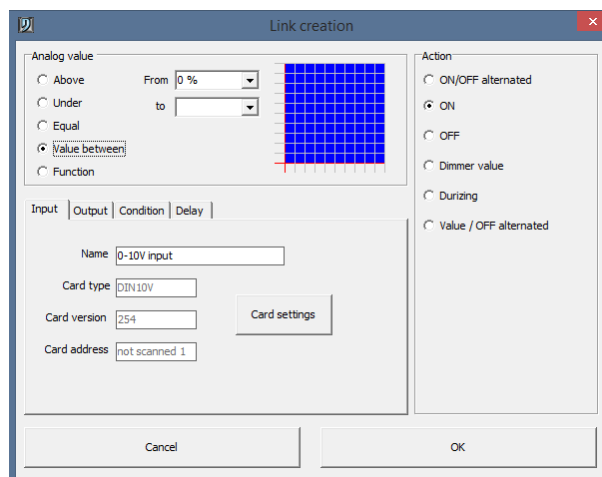 Link creation
Analog value
Above
Under
Equal
Value between
Function
From 0 %
to
Action
ON/OFF alternated
ON
OFF
Dimmer value
Durizing
Value / OFF alternated
Input Output Condition Delay
Name 0-10V input
Card type DIN10V
Card version 254
Card address not scanned 1
Card settings
Cancel
OK